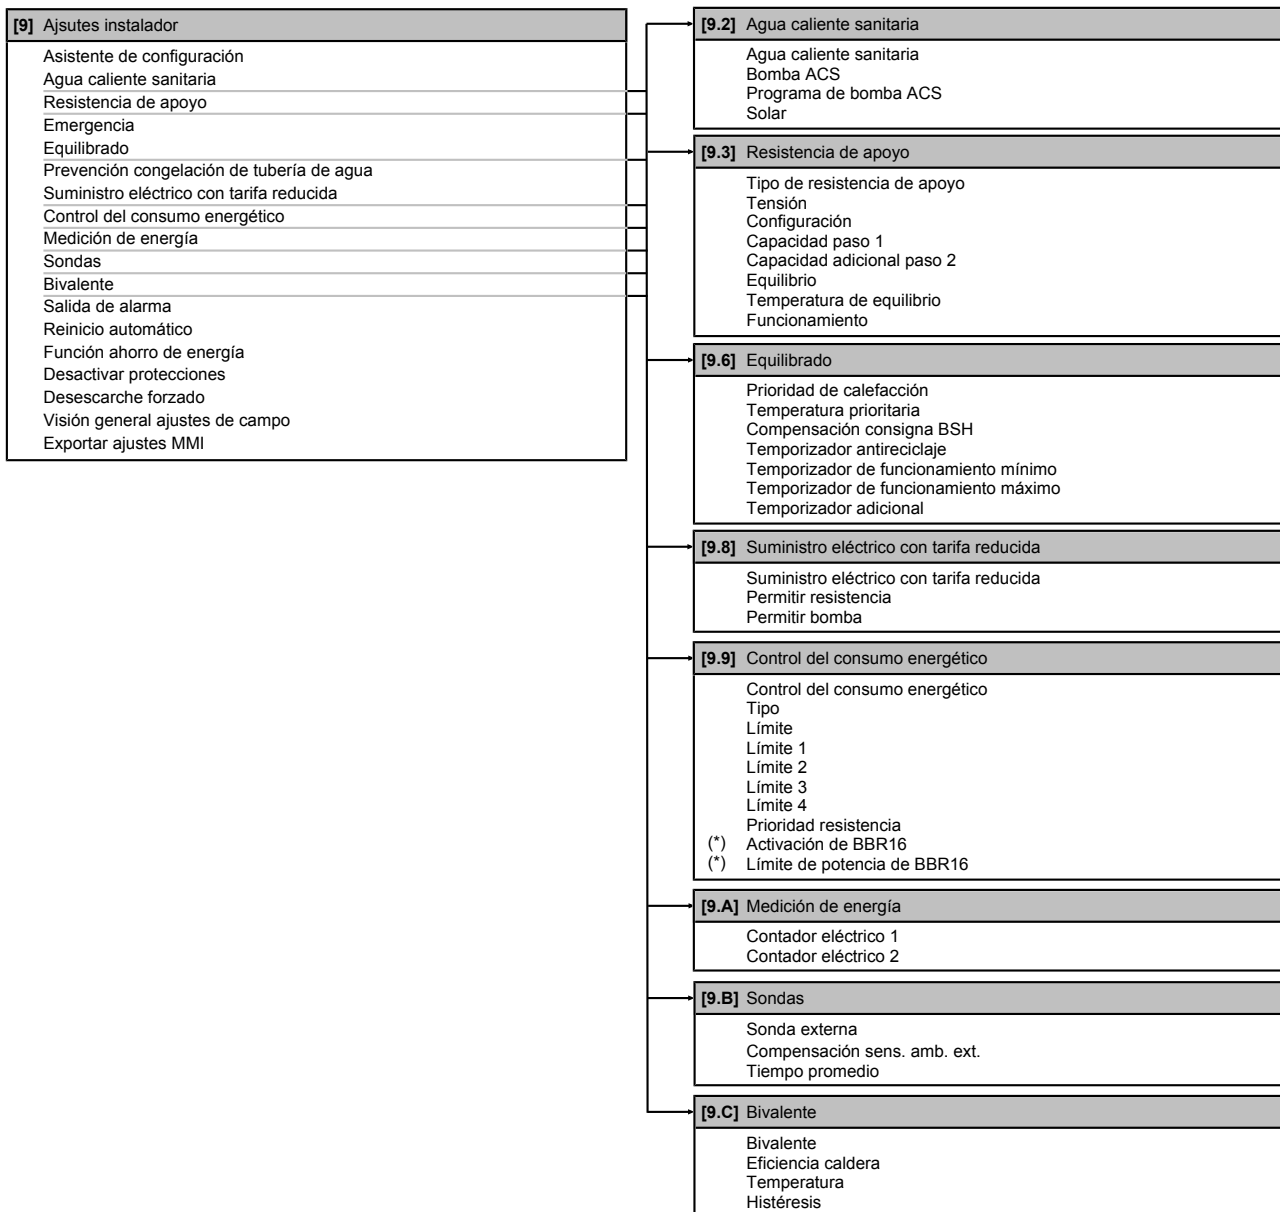 [9] Ajsutes instalador
Asistente de configuración
Agua caliente sanitaria
Resistencia de apoyo
Emergencia
Equilibrado
Prevención congelación de tubería de agua
Suministro eléctrico con tarifa reducida
Control del consumo energético
Medición de energía
Sondas
Bivalente
Salida de alarma
Reinicio automático
Función ahorro de energía
Desactivar protecciones
Desescarche forzado
Visión general ajustes de campo
Exportar ajustes MMI
[9.2] Agua caliente sanitaria
Agua caliente sanitaria
Bomba ACS
Programa de bomba ACS
Solar
[9.3] Resistencia de apoyo
Tipo de resistencia de apoyo
Tensión
Configuración
Capacidad paso 1
Capacidad adicional paso 2
Equilibrio
Temperatura de equilibrio
Funcionamiento
[9.6] Equilibrado
Prioridad de calefacción
Temperatura prioritaria
Compensación consigna BSH
Temporizador antireciclaje
Temporizador de funcionamiento mínimo
Temporizador de funcionamiento máximo
Temporizador adicional
[9.8] Suministro eléctrico con tarifa reducida
Suministro eléctrico con tarifa reducida
Permitir resistencia
Permitir bomba
[9.9] Control del consumo energético
Control del consumo energético
Tipo
Límite
Límite 1
Límite 2
Límite 3
Límite 4
Prioridad resistencia
(*) Activación de BBR16
(*) Límite de potencia de BBR16
[9.A] Medición de energía
Contador eléctrico 1
Contador eléctrico 2
[9.B] Sondas
Sonda externa
Compensación sens. amb. ext.
Tiempo promedio
[9.C] Bivalente
Bivalente
Eficiencia caldera
Temperatura
Histéresis